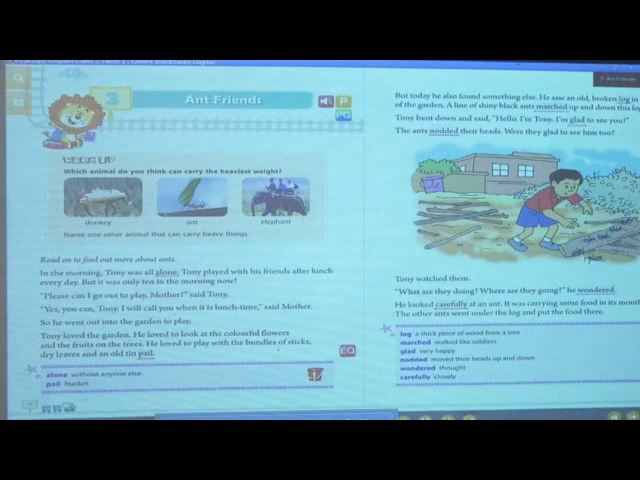 3 Ant Friends
3
Ant Friends
P
PG
WARM UP
Which animal do you think can carry the heaviest weight?
donkey
ant
elephant
Name one other animal that can carry heavy things.
Read on to find out more about ants.
In the morning, Tony was all alone. Tony played with his friends after lunch
every day. But it was only ten in the morning now!
“Please can I go out to play, Mother?” said Tony.
“Yes, you can, Tony. I will call you when it is lunch-time,” said Mother.
So he went out into the garden to play.
Tony loved the garden. He loved to look at the colourful flowers
and the fruits on the trees. He loved to play with the bundles of sticks,
dry leaves and an old tin pail.
EQ
alone without anyone else
pail bucket
But today he also found something else. He saw an old, broken log in
of the garden. A line of shiny black ants marched up and down this log
Tony bent down and said, “Hello. I'm Tony. I'm glad to see you!”
The ants nodded their heads. Were they glad to see him too?
Tony watched them.
“What are they doing? Where are they going?” he wondered.
He looked carefully at an ant. It was carrying some food in its mouth
The other ants went under the log and put the food there.
log a thick piece of wood from a tree
marched walked like soldiers
glad very happy
nodded moved their heads up and down
wondered thought
carefully closely